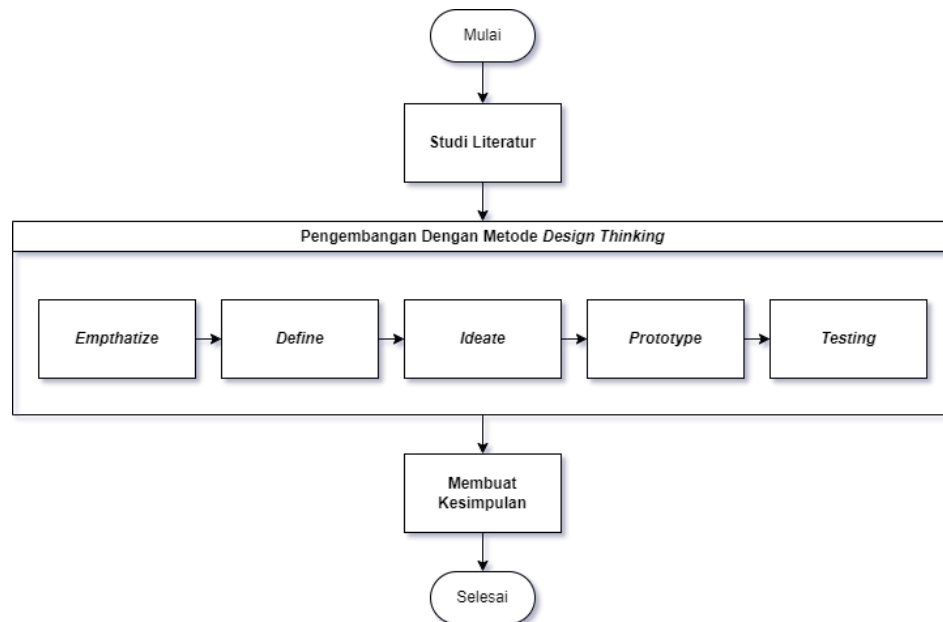 Mulai
Studi Literatur
Pengembangan Dengan Metode Design Thinking
Empthatize
Define
Ideate
Prototype
Testing
Membuat
Kesimpulan
Selesai